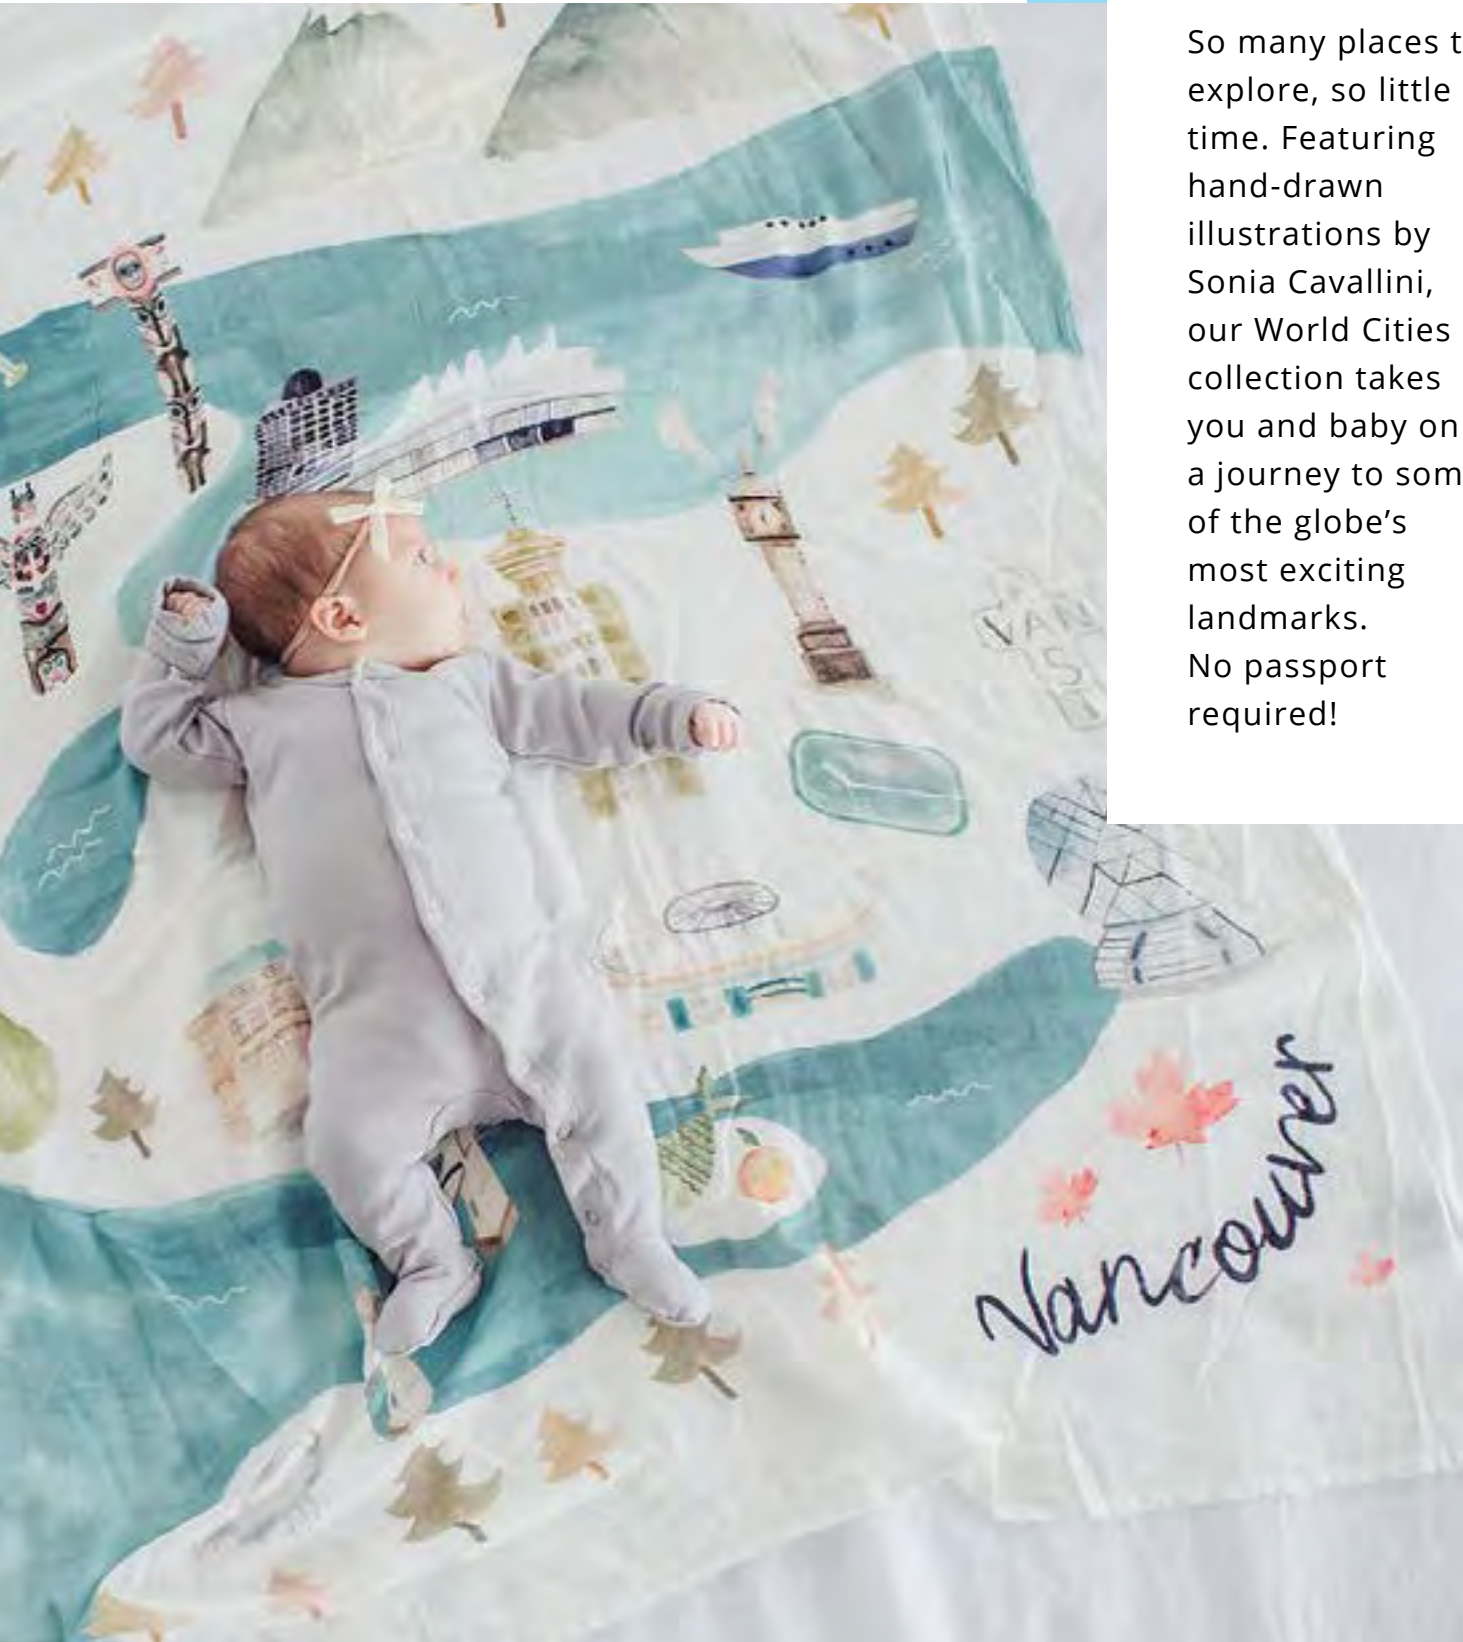 So many places t
explore, so little
time. Featuring
hand-drawn
illustrations by
Sonia Cavallini,
our World Cities
collection takes
you and baby on
a journey to som
of the globe’s
most exciting
landmarks.
No passport
required!
VAN
Vancouver